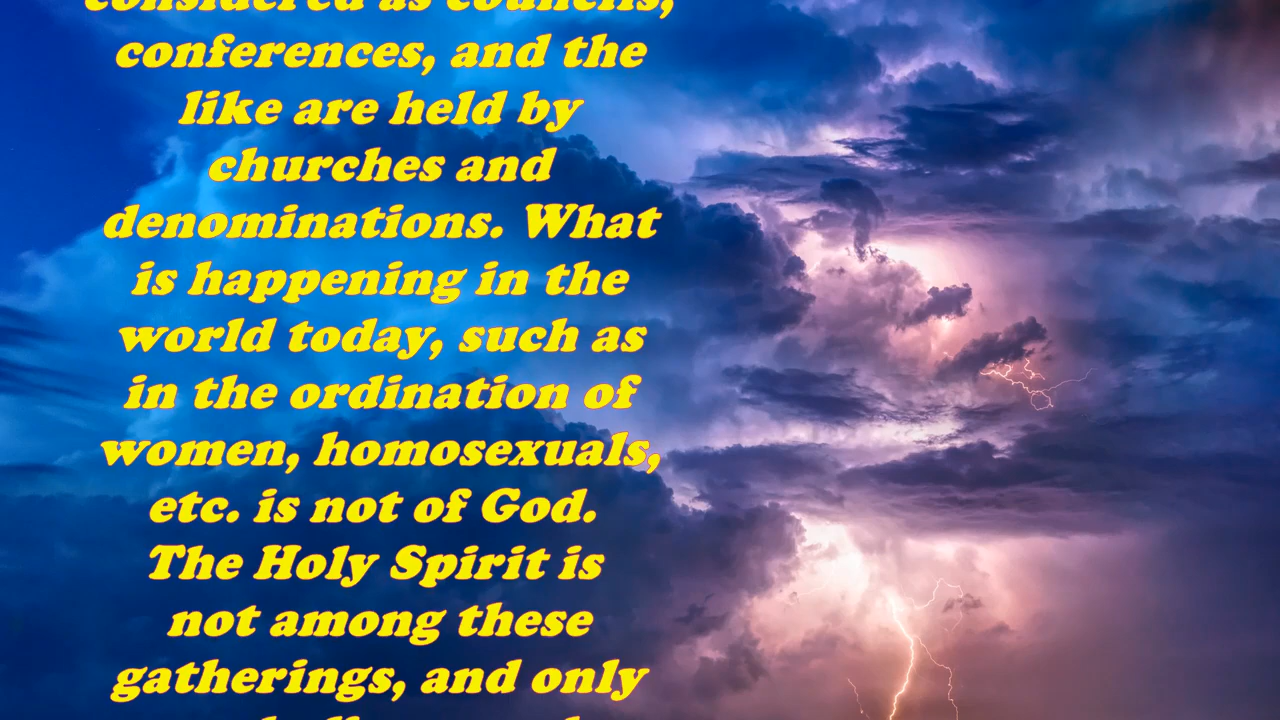 considered as councils,
conferences, and the
like are held by
churches and
denominations. What
is happening in the
world today, such as
in the ordination of
women, homosexuals,
etc. is not of God.
The Holy Spirit is
not among these
gatherings, and only